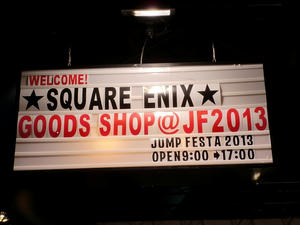 !WELCOME!
★SQUARE ENIX★
GOODS SHOP@JF2013
JUMP FESTA 2013
OPEN9:00 ➔17:00